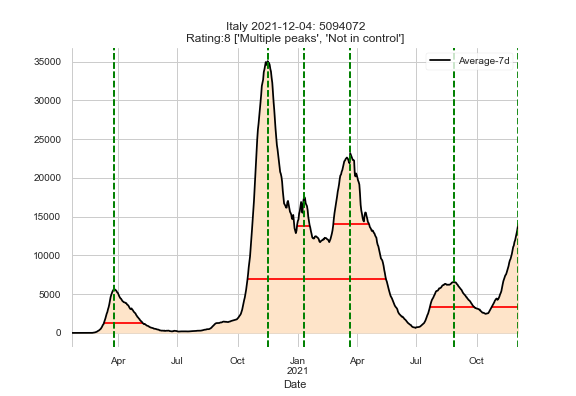 Italy 2021-12-04: 5094072
Rating:8 ['Multiple peaks', 'Not in control']
Average-7d
35000
30000
25000
20000
15000
10000
5000
0
Apr Jul Oct Jan Apr Jul Oct
2021
Date